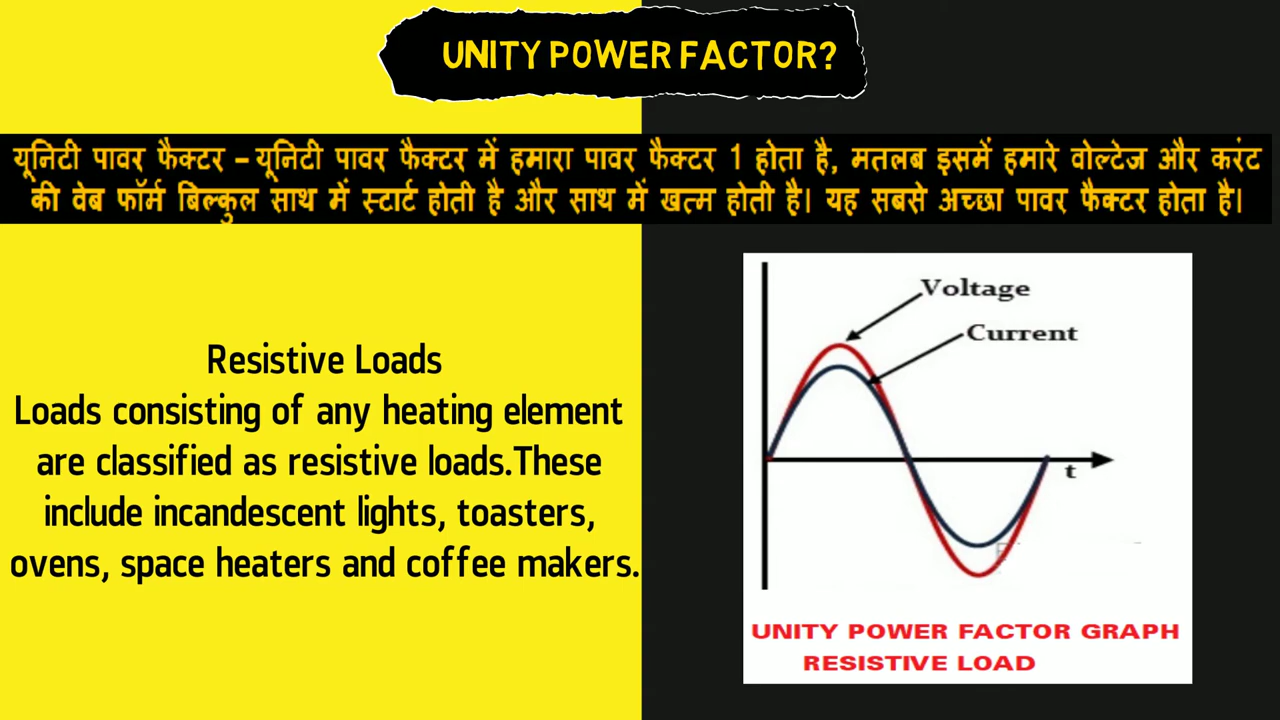 UNITY POWER FACTOR?
यूनिटी पावर फैक्टर – यूनिटी पावर फैक्टर में हमारा पावर फैक्टर 1 होता है, मतलब इसमें हमारे वोल्टेज और करंट
की वेब फॉर्म बिल्कुल साथ में स्टार्ट होती है और साथ में खत्म होती है। यह सबसे अच्छा पावर फैक्टर होता है।
Resistive Loads
Loads consisting of any heating element
are classified as resistive loads.These
include incandescent lights, toasters,
ovens, space heaters and coffee makers.
Voltage
Current
t
UNITY POWER FACTOR GRAPH
RESISTIVE LOAD